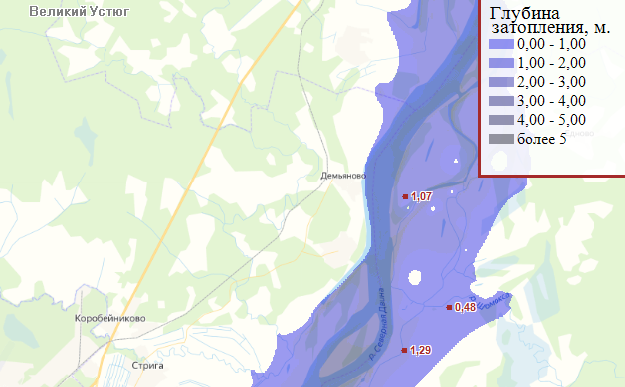 Великий Устюг
Глубина
затопления, м.
0,00 - 1,00
1,00 - 2,00
2,00 - 3,00
3,00 - 4,00
4,00 - 5,00
более 5
Демьяново
1,07
0,48
р. Северная Двина
Коробейниково
1,29
Стрига